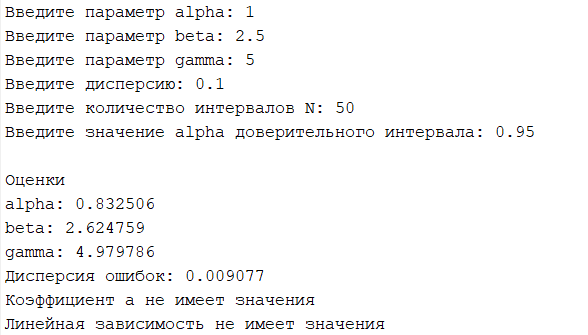 Введите параметр alpha: 1
Введите параметр beta: 2.5
Введите параметр gamma: 5
Введите дисперсию: 0.1
Введите количество интервалов N: 50
Введите значение alpha доверительного интервала: 0.95
Оценки
alpha: 0.832506
beta: 2.624759
gamma: 4.979786
Дисперсия ошибок: 0.009077
Коэффициент a не имеет значения
Линейная зависимость не имеет значения